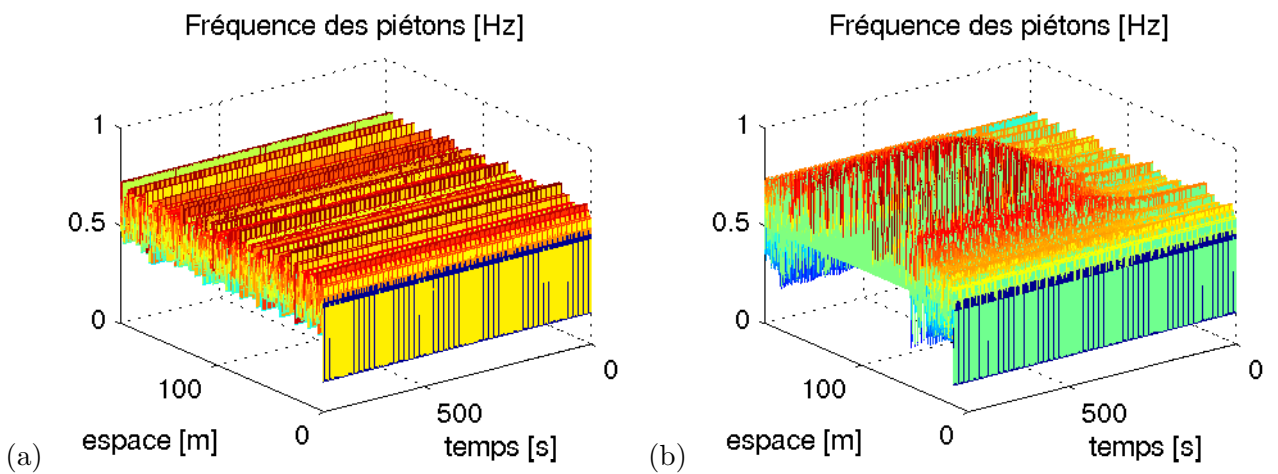 Fréquence des piétons [Hz]
1
0.5
0
100
0
espace [m]
500
0
temps [s]
(a)
Fréquence des piétons [Hz]
1
0.5
0
100
0
espace [m]
500
0
temps [s]
(b)